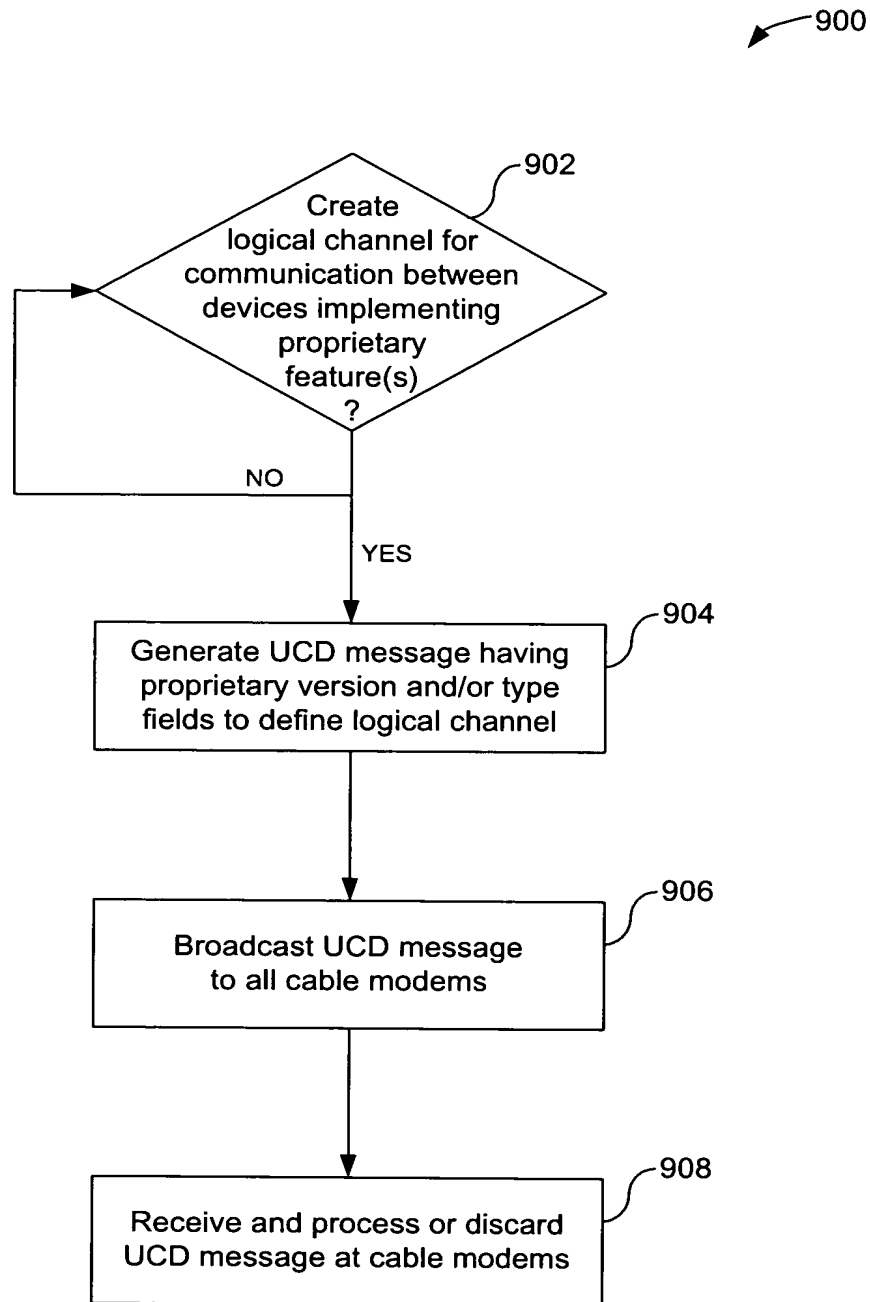 900
902
Create
logical channel for
communication between
devices implementing
proprietary
feature(s)
?
NO
YES
904
Generate UCD message having
proprietary version and/or type
fields to define logical channel
906
Broadcast UCD message
to all cable modems
908
Receive and process or discard
UCD message at cable modems